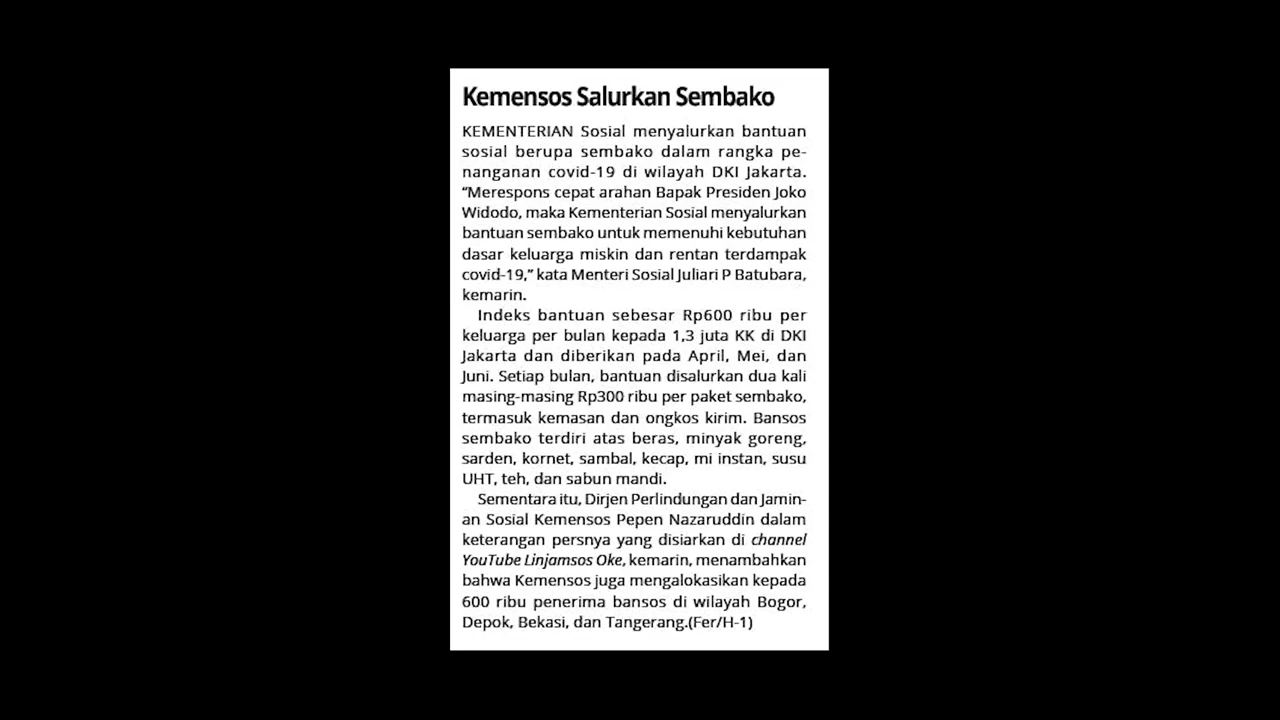 Kemensos Salurkan Sembako
KEMENTERIAN Sosial menyalurkan bantuan
sosial berupa sembako dalam rangka pe-
nanganan covid-19 di wilayah DKI Jakarta.
“Merespons cepat arahan Bapak Presiden Joko
Widodo, maka Kementerian Sosial menyalurkan
bantuan sembako untuk memenuhi kebutuhan
dasar keluarga miskin dan rentan terdampak
covid-19,” kata Menteri Sosial Juliari P Batubara,
kemarin.
Indeks bantuan sebesar Rp600 ribu per
keluarga per bulan kepada 1,3 juta KK di DKI
Jakarta dan diberikan pada April, Mei, dan
Juni. Setiap bulan, bantuan disalurkan dua kali
masing-masing Rp300 ribu per paket sembako,
termasuk kemasan dan ongkos kirim. Bansos
sembako terdiri atas beras, minyak goreng,
sarden, kornet, sambal, kecap, mi instan, susu
UHT, teh, dan sabun mandi.
Sementara itu, Dirjen Perlindungan dan Jamin-
an Sosial Kemensos Pepen Nazaruddin dalam
keterangan persnya yang disiarkan di channel
YouTube Linjamsos Oke, kemarin, menambahkan
bahwa Kemensos juga mengalokasikan kepada
600 ribu penerima bansos di wilayah Bogor,
Depok, Bekasi, dan Tangerang.(Fer/H-1)